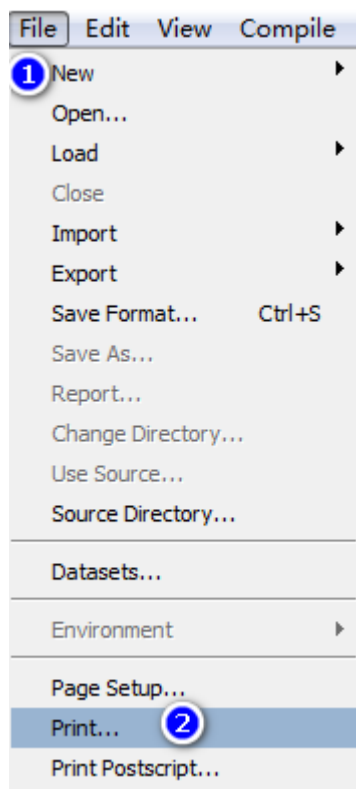 File Edit View Compile
1 New
Open...
Load
Close
Import
Export
Save Format... Ctrl+S
Save As...
Report...
Change Directory...
Use Source...
Source Directory...
Datasets...
Environment
Page Setup...
Print... 2
Print Postscript...